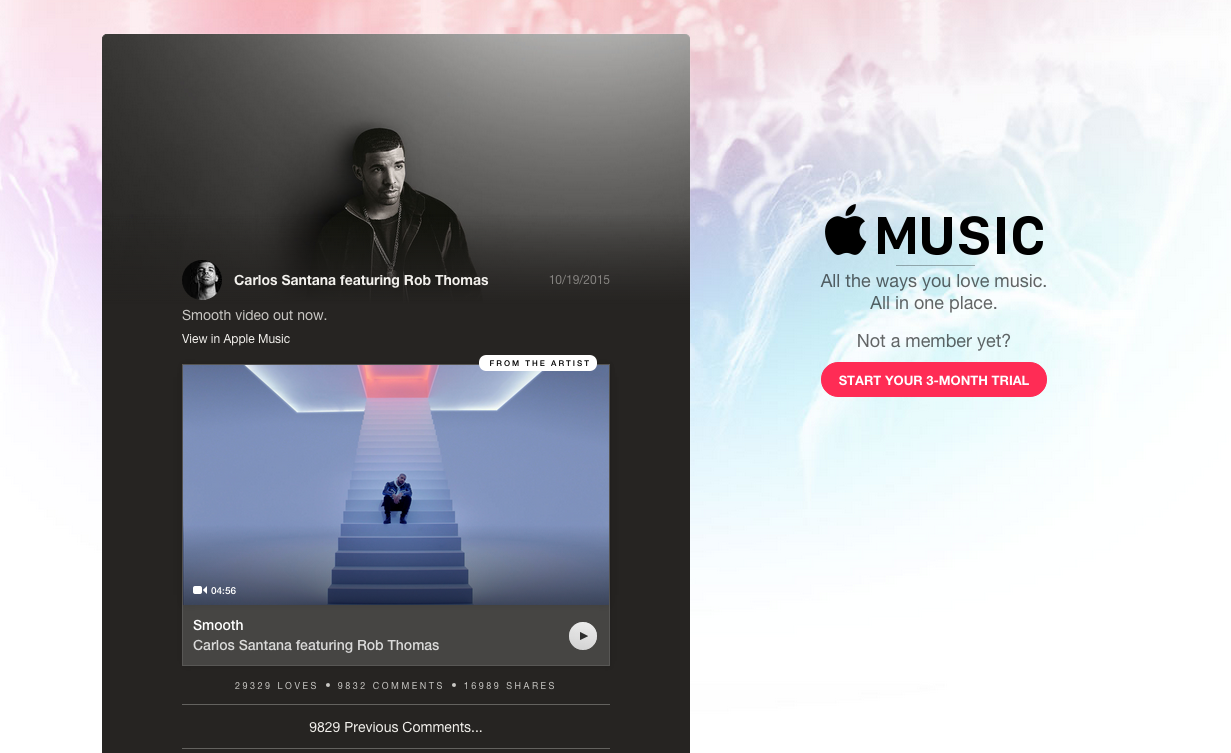 Carlos Santana featuring Rob Thomas 10/19/2015
Smooth video out now.
View in Apple Music
FROM THE ARTIST
04:56
Smooth
Carlos Santana featuring Rob Thomas
29329 LOVES • 9832 COMMENTS • 16989 SHARES
9829 Previous Comments...
MUSIC
All the ways you love music.
All in one place.
Not a member yet?
START YOUR 3-MONTH TRIAL